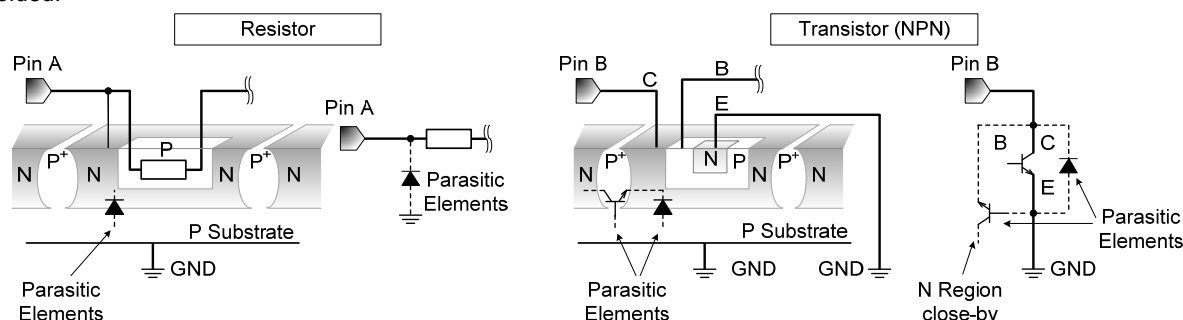 Resistor
Transistor (NPN)
Pin A
Pin A
P
N
P+
N
N
P+
N
Parasitic
Elements
P Substrate
GND
Parasitic
Elements
Pin B
C
B
E
N
P+
N
N
P
N
P+
N
P Substrate
GND
GND
Parasitic
Elements
Pin B
B
C
E
Parasitic
Elements
GND
N Region
close-by